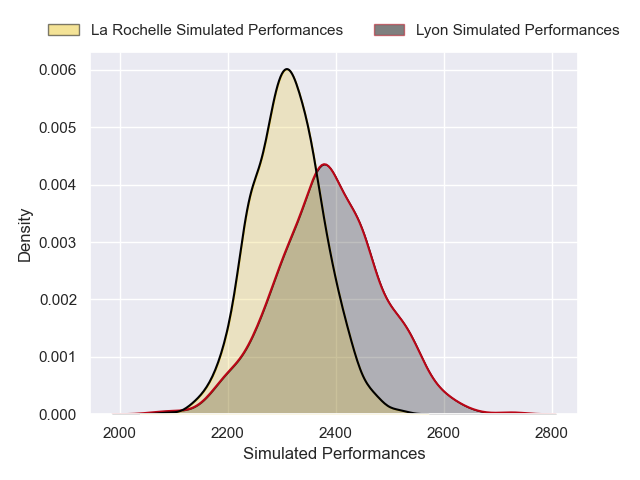 La Rochelle Simulated Performances
Lyon Simulated Performances
0.006
0.005
0.004
0.003
0.002
0.001
0.000
Density
2000 2200 2400 2600 2800
Simulated Performances